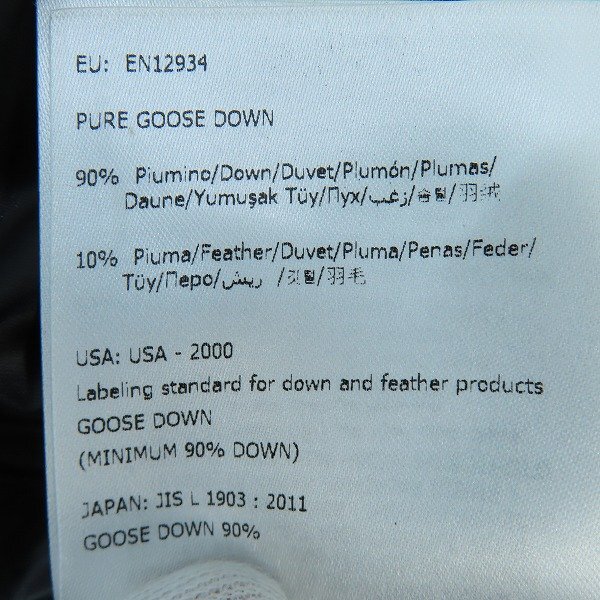 EU: EN12934
PURE GOOSE DOWN
90% Piumino/Down/Duvet/Plumón/Plumas/
Daune/Yumuşak Tüy/Пух/زغب/솜털/羽绒
10% Piuma/Feather/Duvet/Pluma/Penas/Feder/
Tüy/Перо/ريش /깃털/羽毛
USA: USA - 2000
Labeling standard for down and feather products
GOOSE DOWN
(MINIMUM 90% DOWN)
JAPAN: JIS L 1903 : 2011
GOOSE DOWN 90%